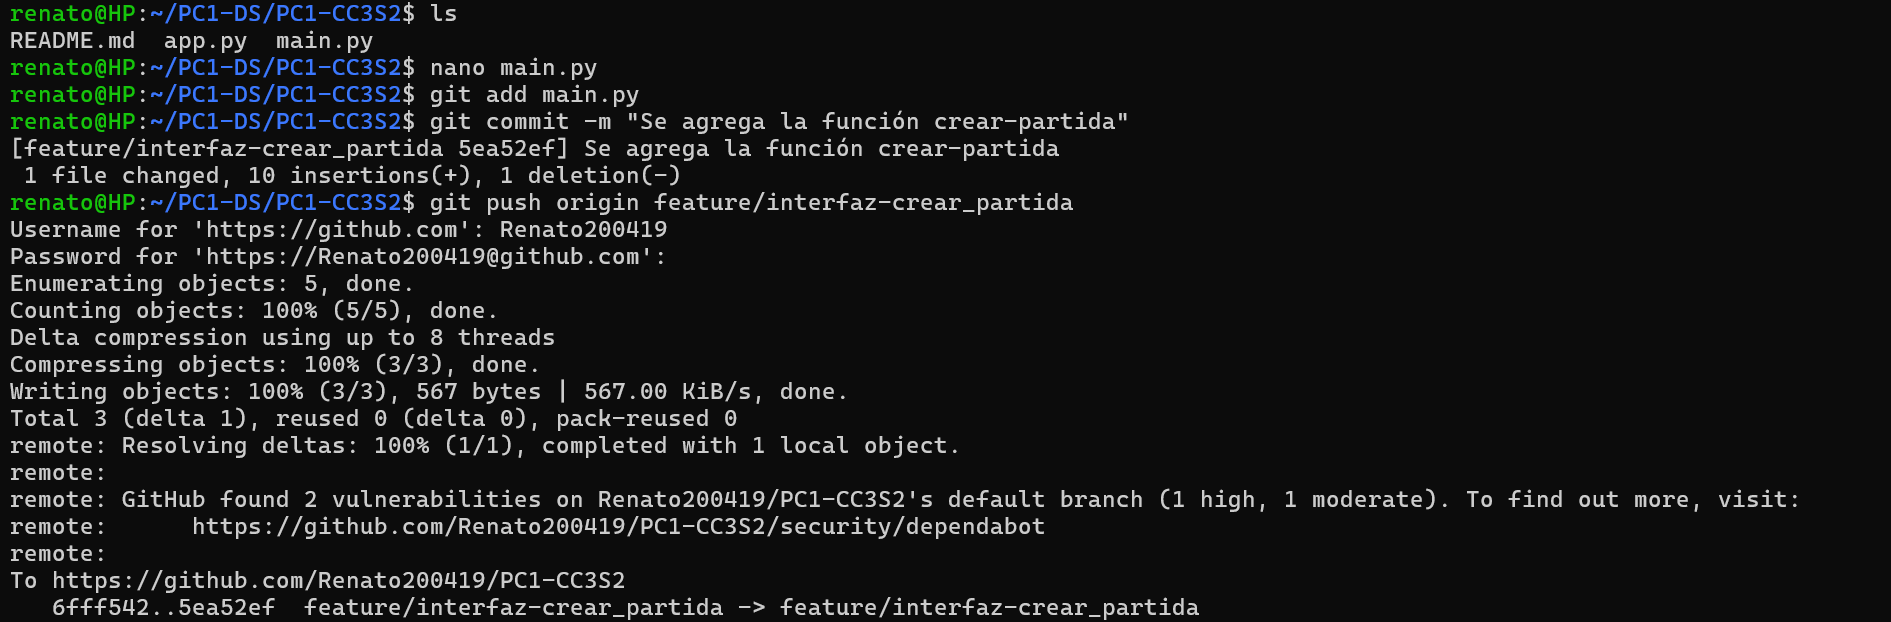 renato@HP:~/PC1-DS/PC1-CC3S2$ ls
README.md  app.py  main.py
renato@HP:~/PC1-DS/PC1-CC3S2$ nano main.py
renato@HP:~/PC1-DS/PC1-CC3S2$ git add main.py
renato@HP:~/PC1-DS/PC1-CC3S2$ git commit -m "Se agrega la función crear-partida"
[feature/interfaz-crear_partida 5ea52ef] Se agrega la función crear-partida
 1 file changed, 10 insertions(+), 1 deletion(-)
renato@HP:~/PC1-DS/PC1-CC3S2$ git push origin feature/interfaz-crear_partida
Username for 'https://github.com': Renato200419
Password for 'https://Renato200419@github.com':
Enumerating objects: 5, done.
Counting objects: 100% (5/5), done.
Delta compression using up to 8 threads
Compressing objects: 100% (3/3), done.
Writing objects: 100% (3/3), 567 bytes | 567.00 KiB/s, done.
Total 3 (delta 1), reused 0 (delta 0), pack-reused 0
remote: Resolving deltas: 100% (1/1), completed with 1 local object.
remote:
remote: GitHub found 2 vulnerabilities on Renato200419/PC1-CC3S2's default branch (1 high, 1 moderate). To find out more, visit:
remote:      https://github.com/Renato200419/PC1-CC3S2/security/dependabot
remote:
To https://github.com/Renato200419/PC1-CC3S2
   6fff542..5ea52ef  feature/interfaz-crear_partida -> feature/interfaz-crear_partida